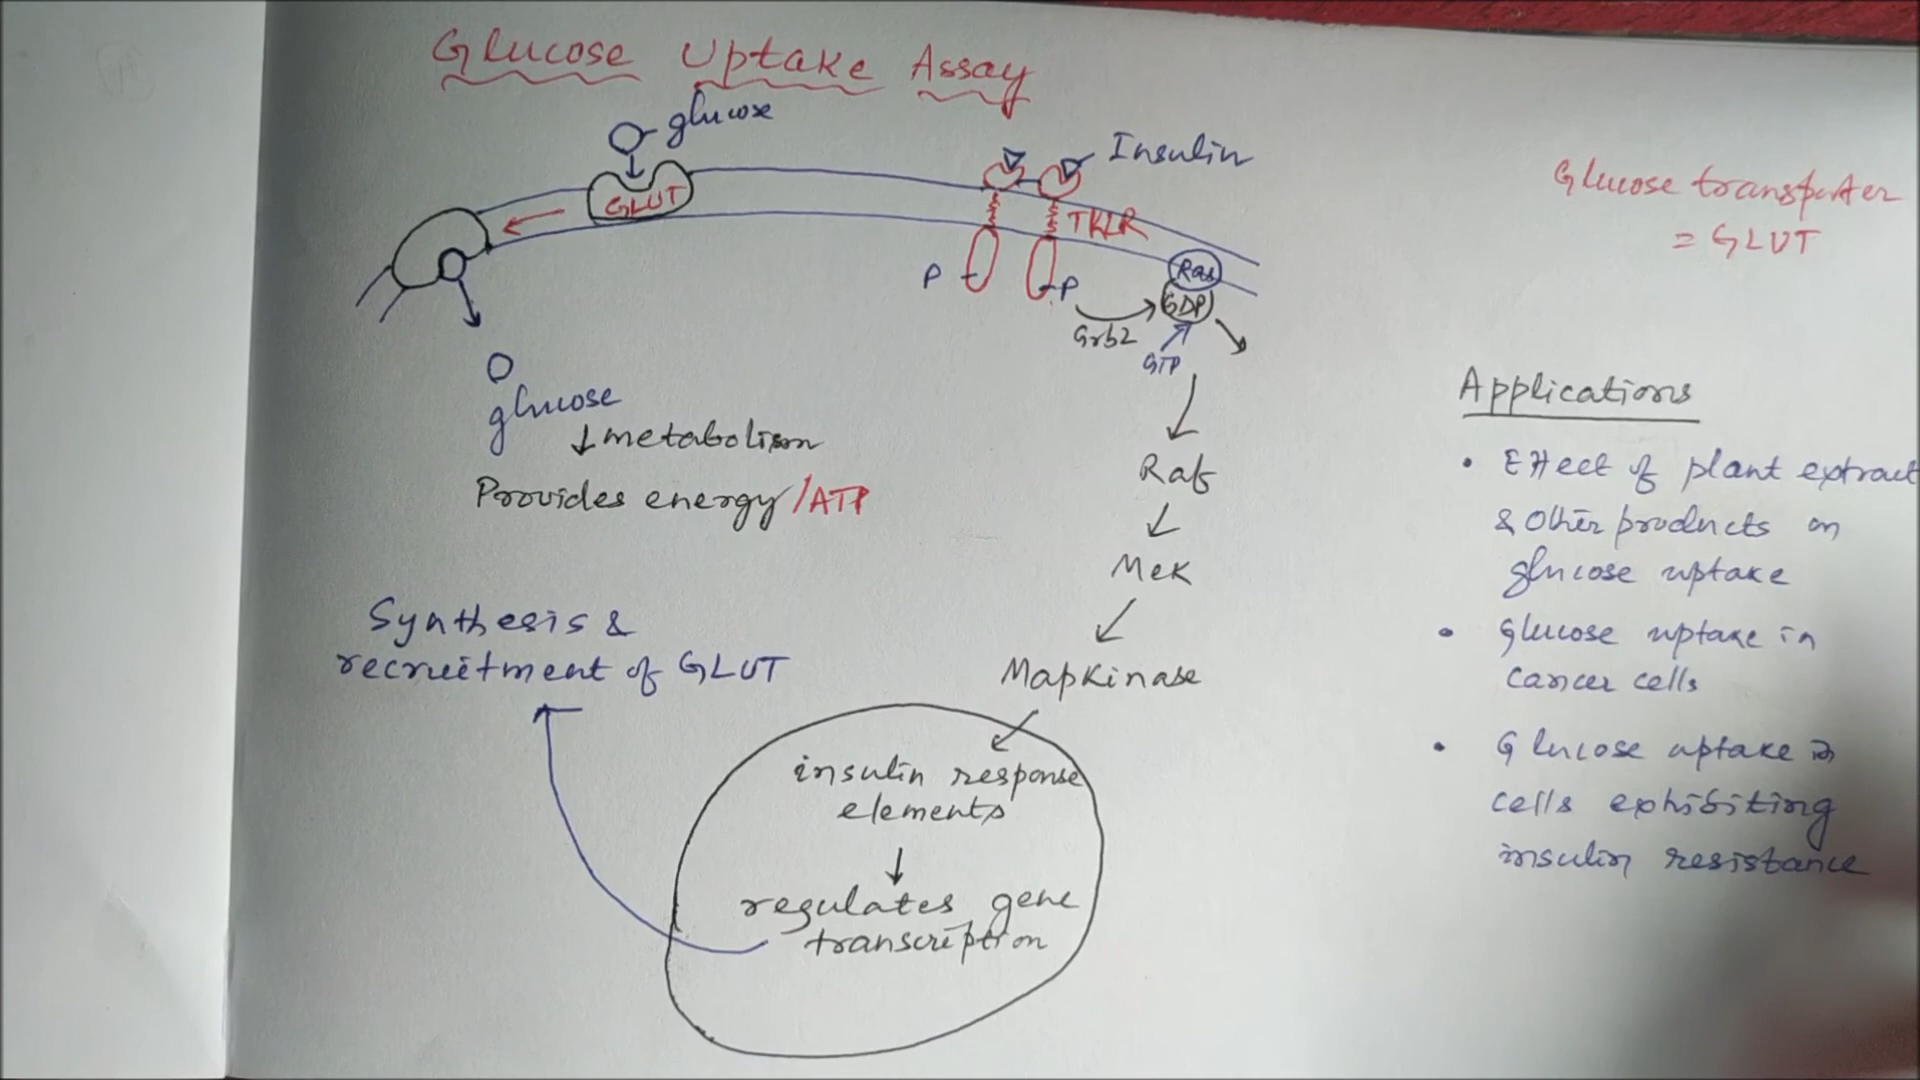 Glucose Uptake Assay
glucose
Insulin
GLUT
Glucose transporter
= GLUT
P
P
Ras
GDP
Grb2
GTP
glucose
metabolism
Provides energy/ATP
Raf
Mek
MapKinase
insulin response
elements
regulates gene
transcription
Synthesis &
recruitment of GLUT
Applications
• Effect of plant extract
& other products on
glucose uptake
• Glucose uptake in
cancer cells
• Glucose uptake in
cells exhibiting
insulin resistance